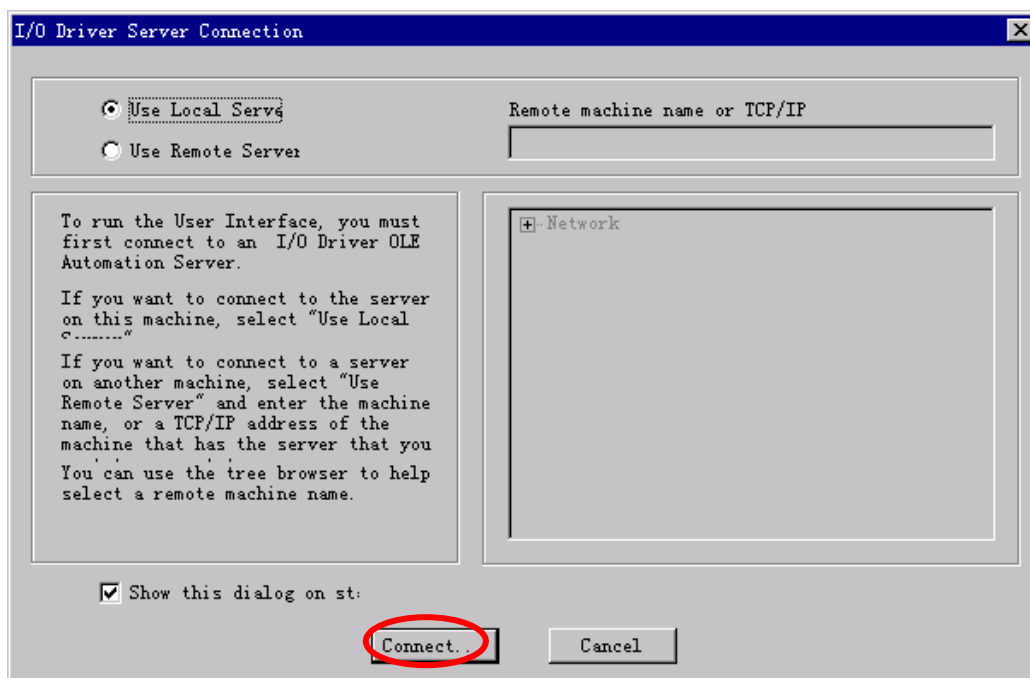 I/O Driver Server Connection
Use Local Serve
Remote machine name or TCP/IP
Use Remote Server
To run the User Interface, you must
first connect to an I/O Driver OLE
Automation Server.
If you want to connect to the server
on this machine, select "Use Local
If you want to connect to a server
on another machine, select "Use
Remote Server" and enter the machine
name, or a TCP/IP address of the
machine that has the server that you
You can use the tree browser to help
select a remote machine name.
Network
Show this dialog on st
Connect..
Cancel